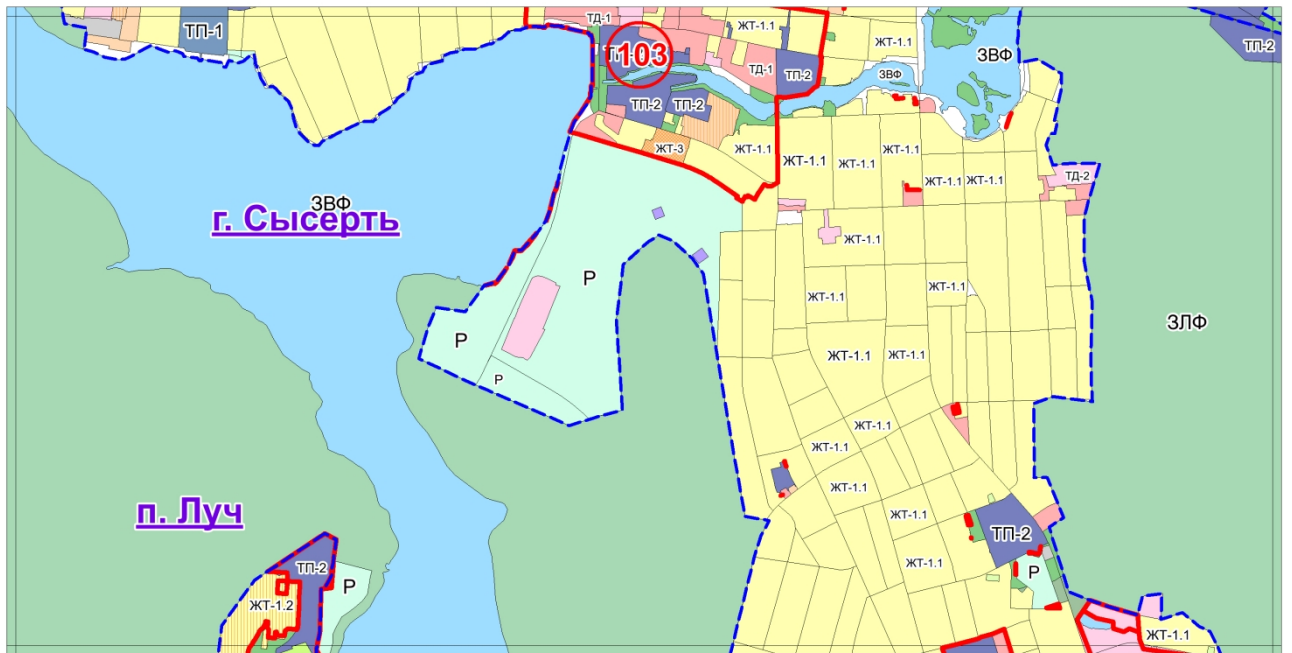 ТД-1
ЖТ-1.1
ТП-1
ЖТ-1.1
ТП-2
103
ЗВФ
ТД-1
ТП-2
ЗВФ
ТП-2
ТП-2
ЖТ-3
ЖТ-1.1
ЖТ-1.1
ЖТ-1.1
ЖТ-1.1
ЖТ-1.1
ЖТ-1.1
ТД-2
ЗВФ
г. Сысерть
ЖТ-1.1
Р
ЖТ-1.1
ЖТ-1.1
ЗЛФ
Р
ЖТ-1.1
ЖТ-1.1
Р
ЖТ-1.1
ЖТ-1.1
ЖТ-1.1
п. Луч
ЖТ-1.1
ТП-2
ЖТ-1.1
ТП-2
Р
Р
ЖТ-1.2
ЖТ-1.1